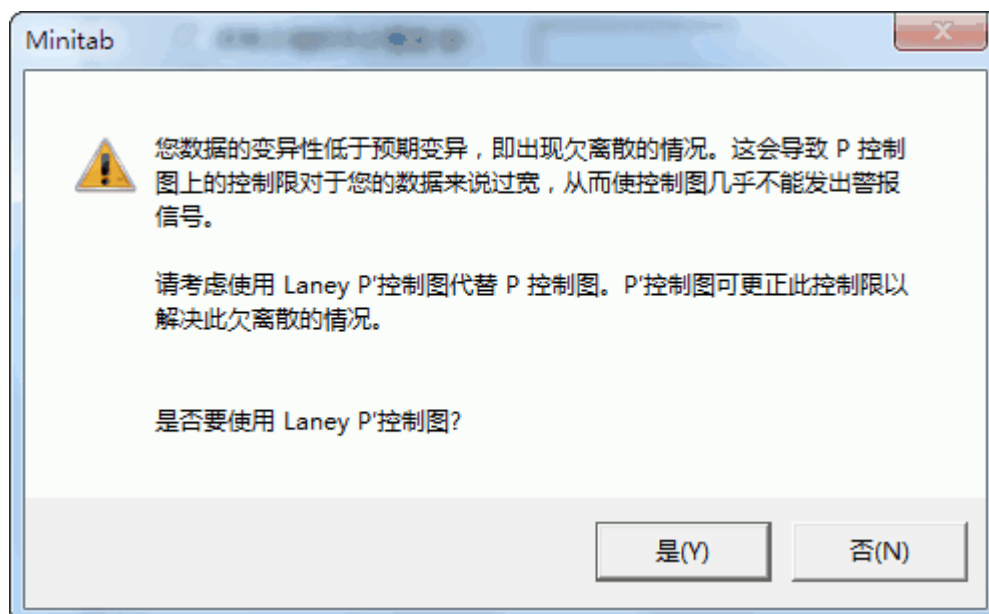 Minitab
您数据的变异性低于预期变异，即出现欠离散的情况。这会导致 P 控制
图上的控制限对于您的数据来说过宽，从而使控制图几乎不能发出警报
信号。
请考虑使用 Laney P'控制图代替 P 控制图。P'控制图可更正此控制限以
解决此欠离散的情况。
是否要使用 Laney P'控制图?
是(Y)
否(N)